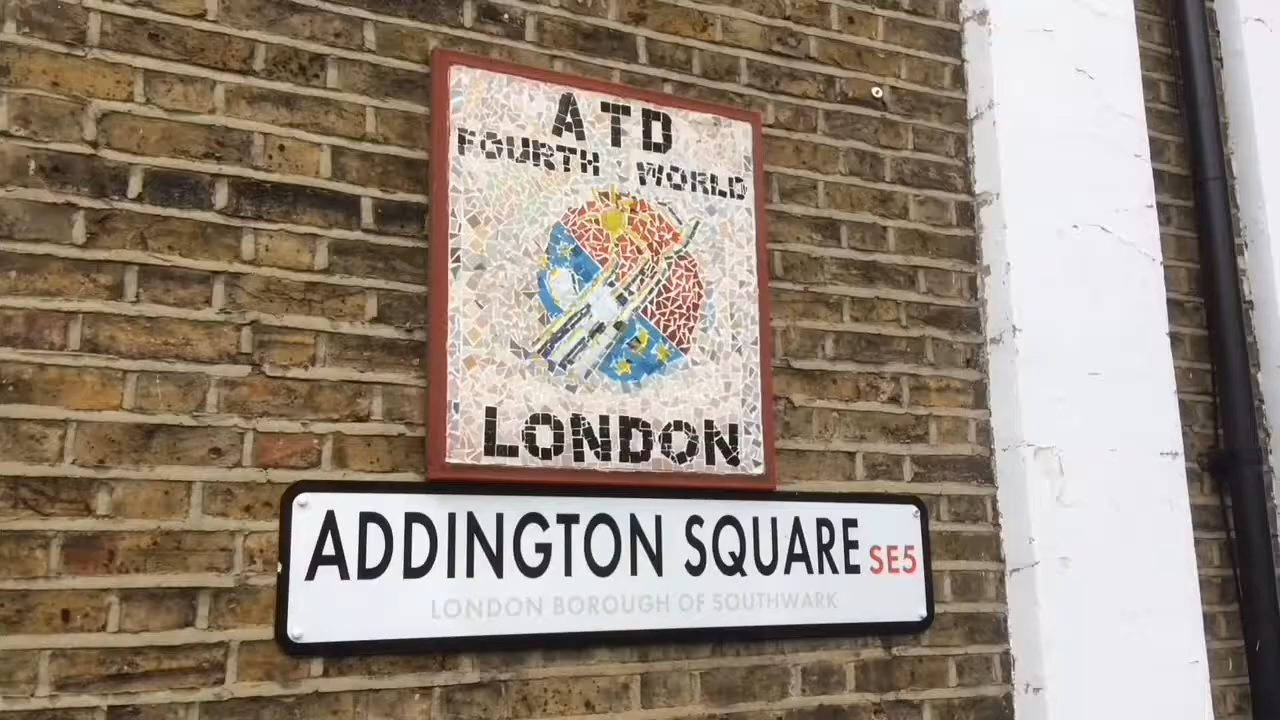 ATD
FOURTH WORLD
LONDON
ADDINGTON SQUARE SE5
LONDON BOROUGH OF SOUTHWARK